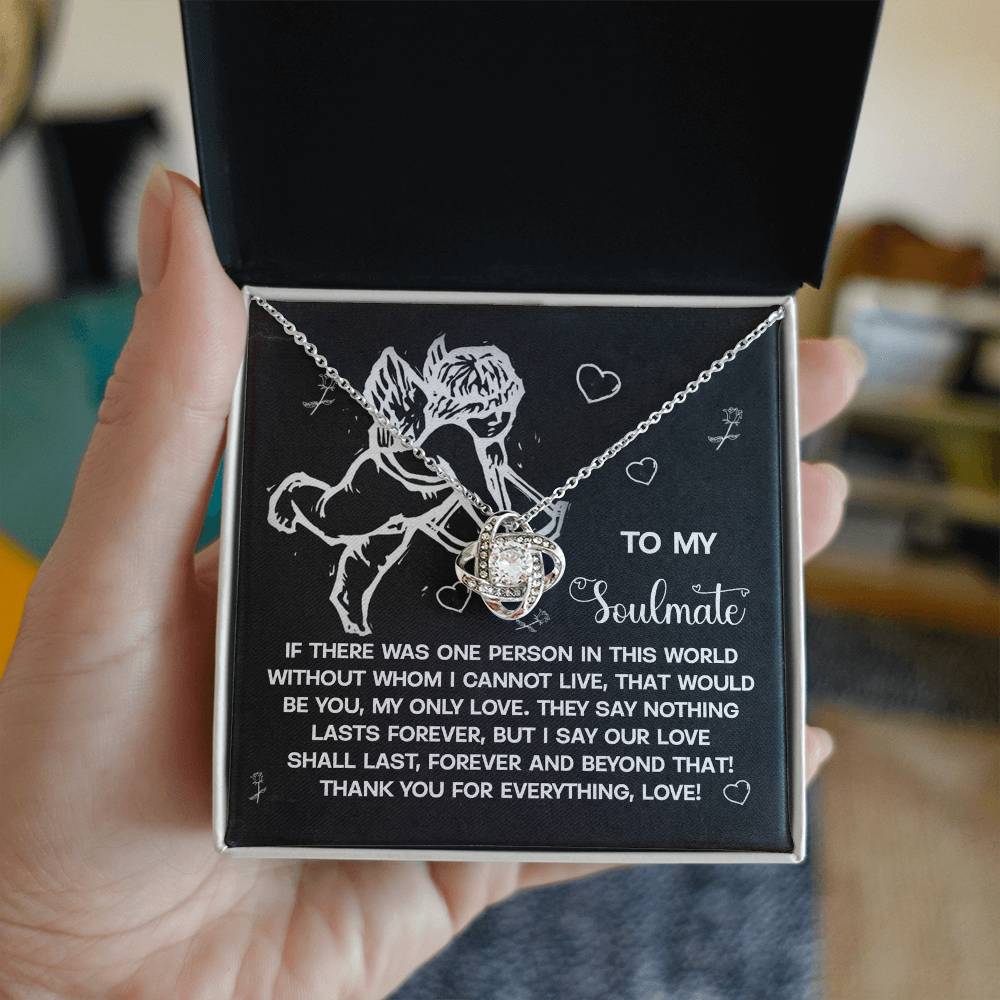 TO MY
Soulmate
IF THERE WAS ONE PERSON IN THIS WORLD
WITHOUT WHOM I CANNOT LIVE, THAT WOULD
BE YOU, MY ONLY LOVE. THEY SAY NOTHING
LASTS FOREVER, BUT I SAY OUR LOVE
SHALL LAST, FOREVER AND BEYOND THAT!
THANK YOU FOR EVERYTHING, LOVE!